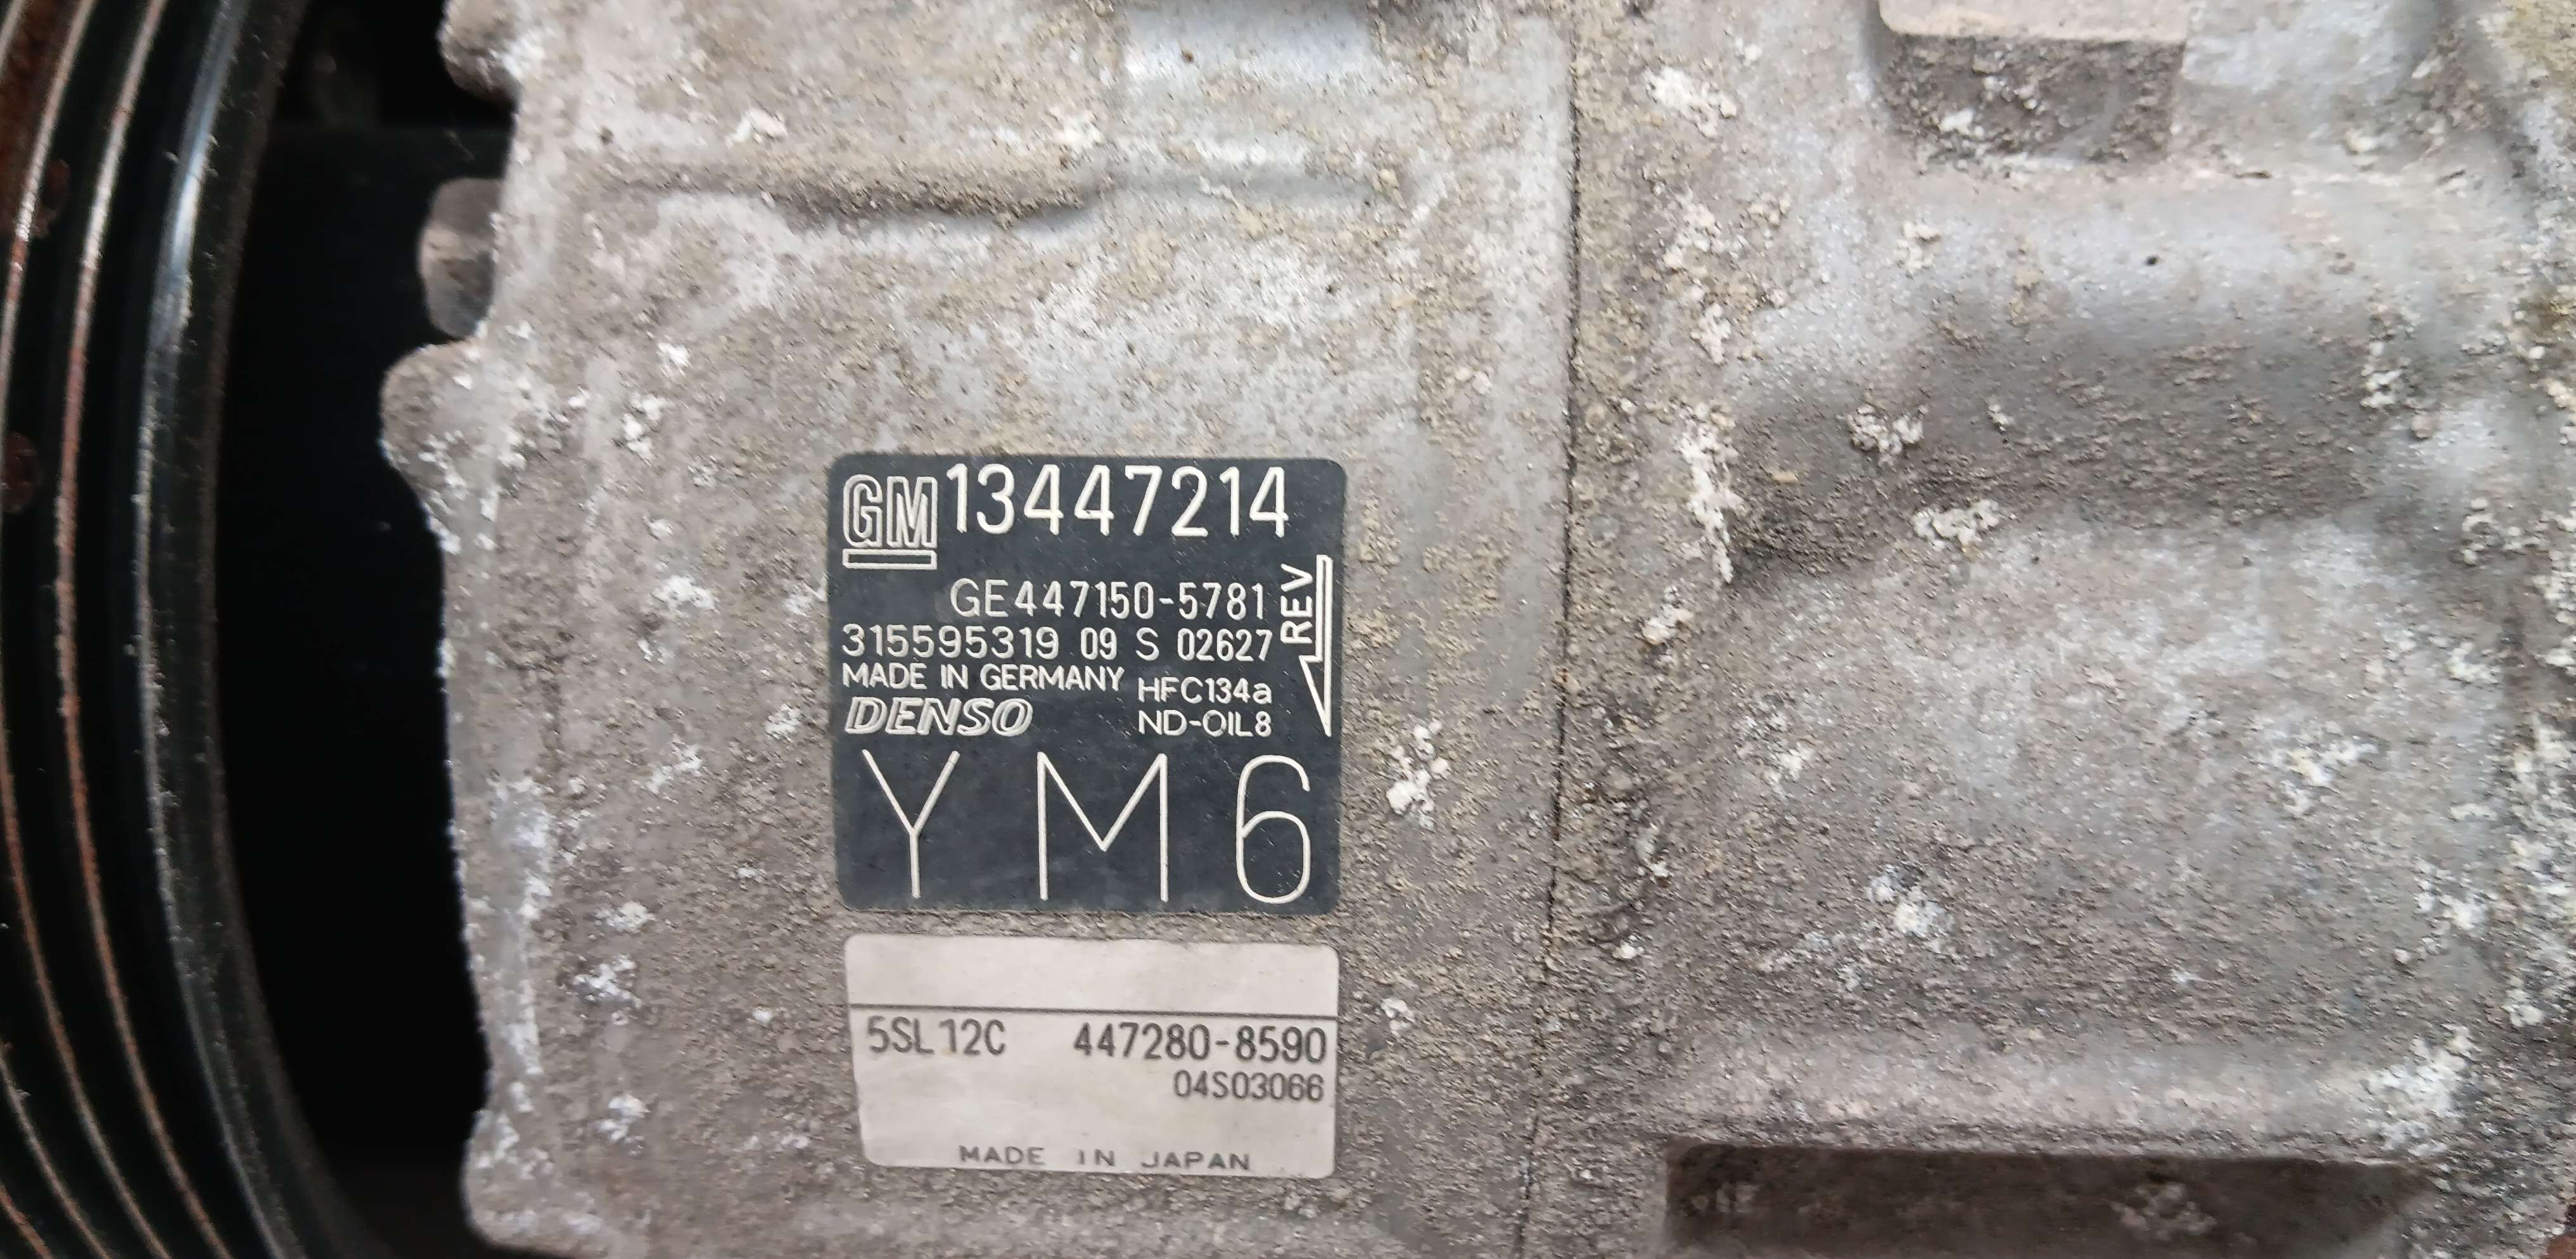 GM 13447214
GE447150-5781
REV
315595319 09 S 02627
MADE IN GERMANY HFC134a
DENSO ND-OIL8
YM6
5SL12C 447280-8590
04S03066
MADE IN JAPAN